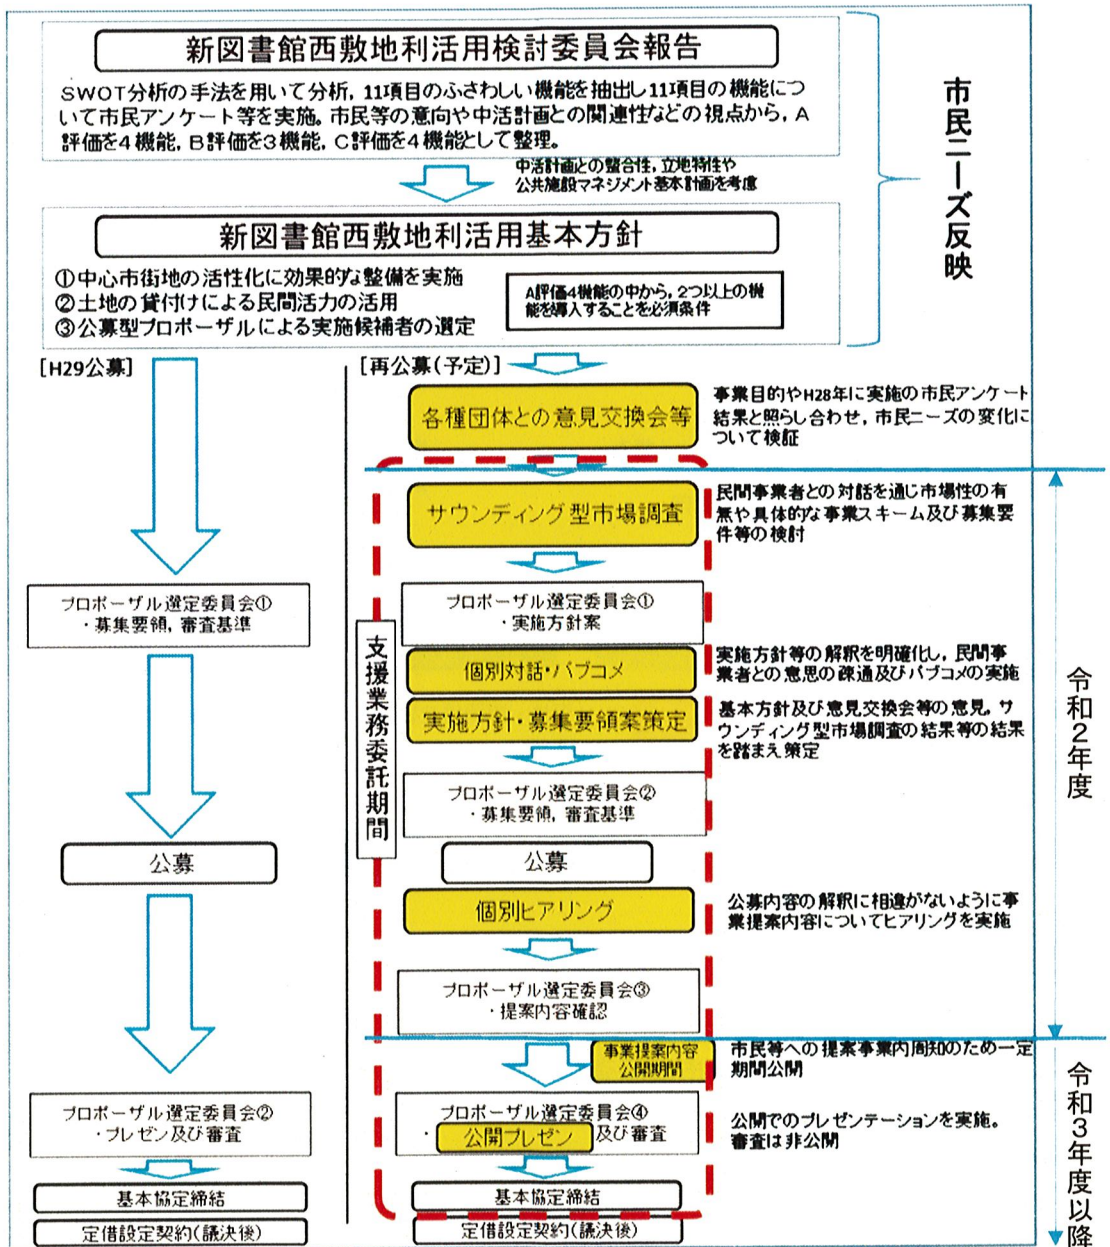 新図書館西敷地利活用検討委員会報告
SWOT分析の手法を用いて分析，11項目のふさわしい機能を抽出し11項目の機能につ
いて市民アンケート等を実施。市民等の意向や中活計画との関連性などの視点から，A
評価を4機能，B評価を3機能，C評価を4機能として整理。
中活計画との整合性，立地特性や
公共施設マネジメント基本計画を考慮
市民ニーズ反映
新図書館西敷地利活用基本方針
①中心市街地の活性化に効果的な整備を実施
②土地の貸付けによる民間活力の活用
③公募型プロポーザルによる実施候補者の選定
A評価4機能の中から，2つ以上の機
能を導入することを必須条件
[H29公募]
プロポーザル選定委員会①
・募集要領，審査基準
公募
プロポーザル選定委員会②
・プレゼン及び審査
基本協定締結
定借設定契約(議決後)
[再公募(予定)]
各種団体との意見交換会等
事業目的やH28年に実施の市民アンケート
結果と照らし合わせ，市民ニーズの変化に
ついて検証
サウンディング型市場調査
民間事業者との対話を通じ市場性の有
無や具体的な事業スキーム及び募集要
件等の検討
プロポーザル選定委員会①
・実施方針案
支援業務委託期間
個別対話・パブコメ
実施方針等の解釈を明確化し，民間事
業者との意思の疎通及びパブコメの実施
実施方針・募集要領案策定
基本方針及び意見交換会等の意見，サ
ウンディング型市場調査の結果等の結果
を踏まえ策定
プロポーザル選定委員会②
・募集要領，審査基準
公募
個別ヒアリング
公募内容の解釈に相違がないように事
業提案内容についてヒアリングを実施
プロポーザル選定委員会③
・提案内容確認
令和2年度
事業提案内容
公開期間
市民等への提案事業内周知のため一定
期間公開
プロポーザル選定委員会④
・公開プレゼン及び審査
公開でのプレゼンテーションを実施。
審査は非公開
基本協定締結
定借設定契約(議決後)
令和3年度以降